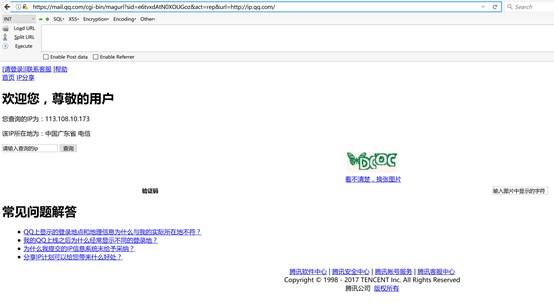 https://mail.qq.com/cgi-bin/magurl?sid=e6tvxdAtN0XOUGoz&act=rep&url=http://ip.qq.com/
Search
INT SQL- XSS- Encryption- Encoding- Other-
Load URL
Split URL
Execute
Enable Post data Enable Referrer
[请登录][联系客服 |帮助
首页 IP分享
欢迎您，尊敬的用户
您查询的IP为：113.108.10.173
该IP所在地为：中国广东省 电信
请输入查询的ip 查询
看不清楚，换张图片
验证码 输入图片中显示的字符
常见问题解答
QQ上显示的登录地点和地理信息为什么与我的实际所在地不符？
我的QQ上线之后为什么经常显示不同的登录地？
为什么我提交的IP信息系统未给予采纳？
分享IP计划可以给您带来什么好处？
腾讯软件中心 | 腾讯安全中心 | 腾讯帐号服务 | 腾讯客服中心
Copyright © 1998 - 2017 TENCENT Inc, All Rights Reserved
腾讯公司 版权所有